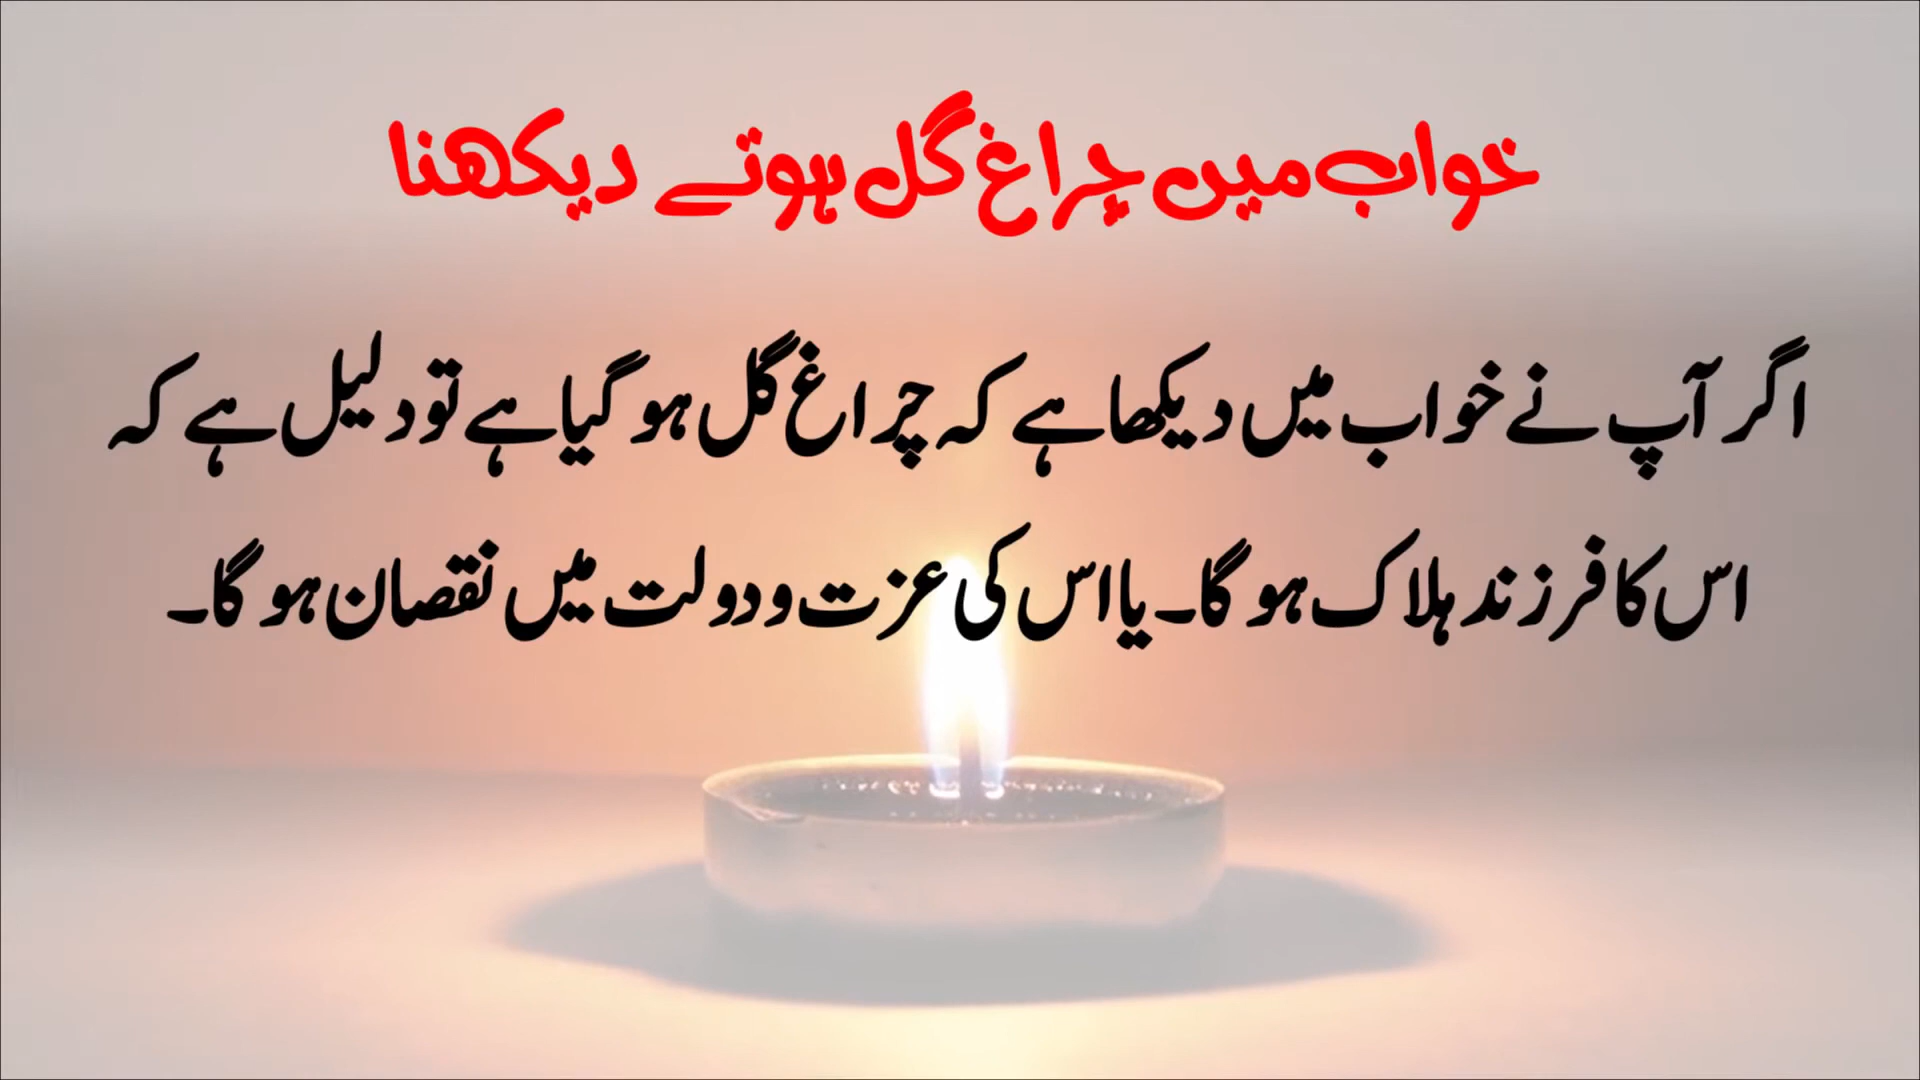 خواب میں چراغ گل ہوتے دیکھنا
اگر آپ نے خواب میں دیکھا ہے کہ چراغ گل ہو گیا ہے تو دلیل ہے کہ
اس کا فرزند ہلاک ہو گا۔ یا اس کی عزت و دولت میں نقصان ہو گا۔